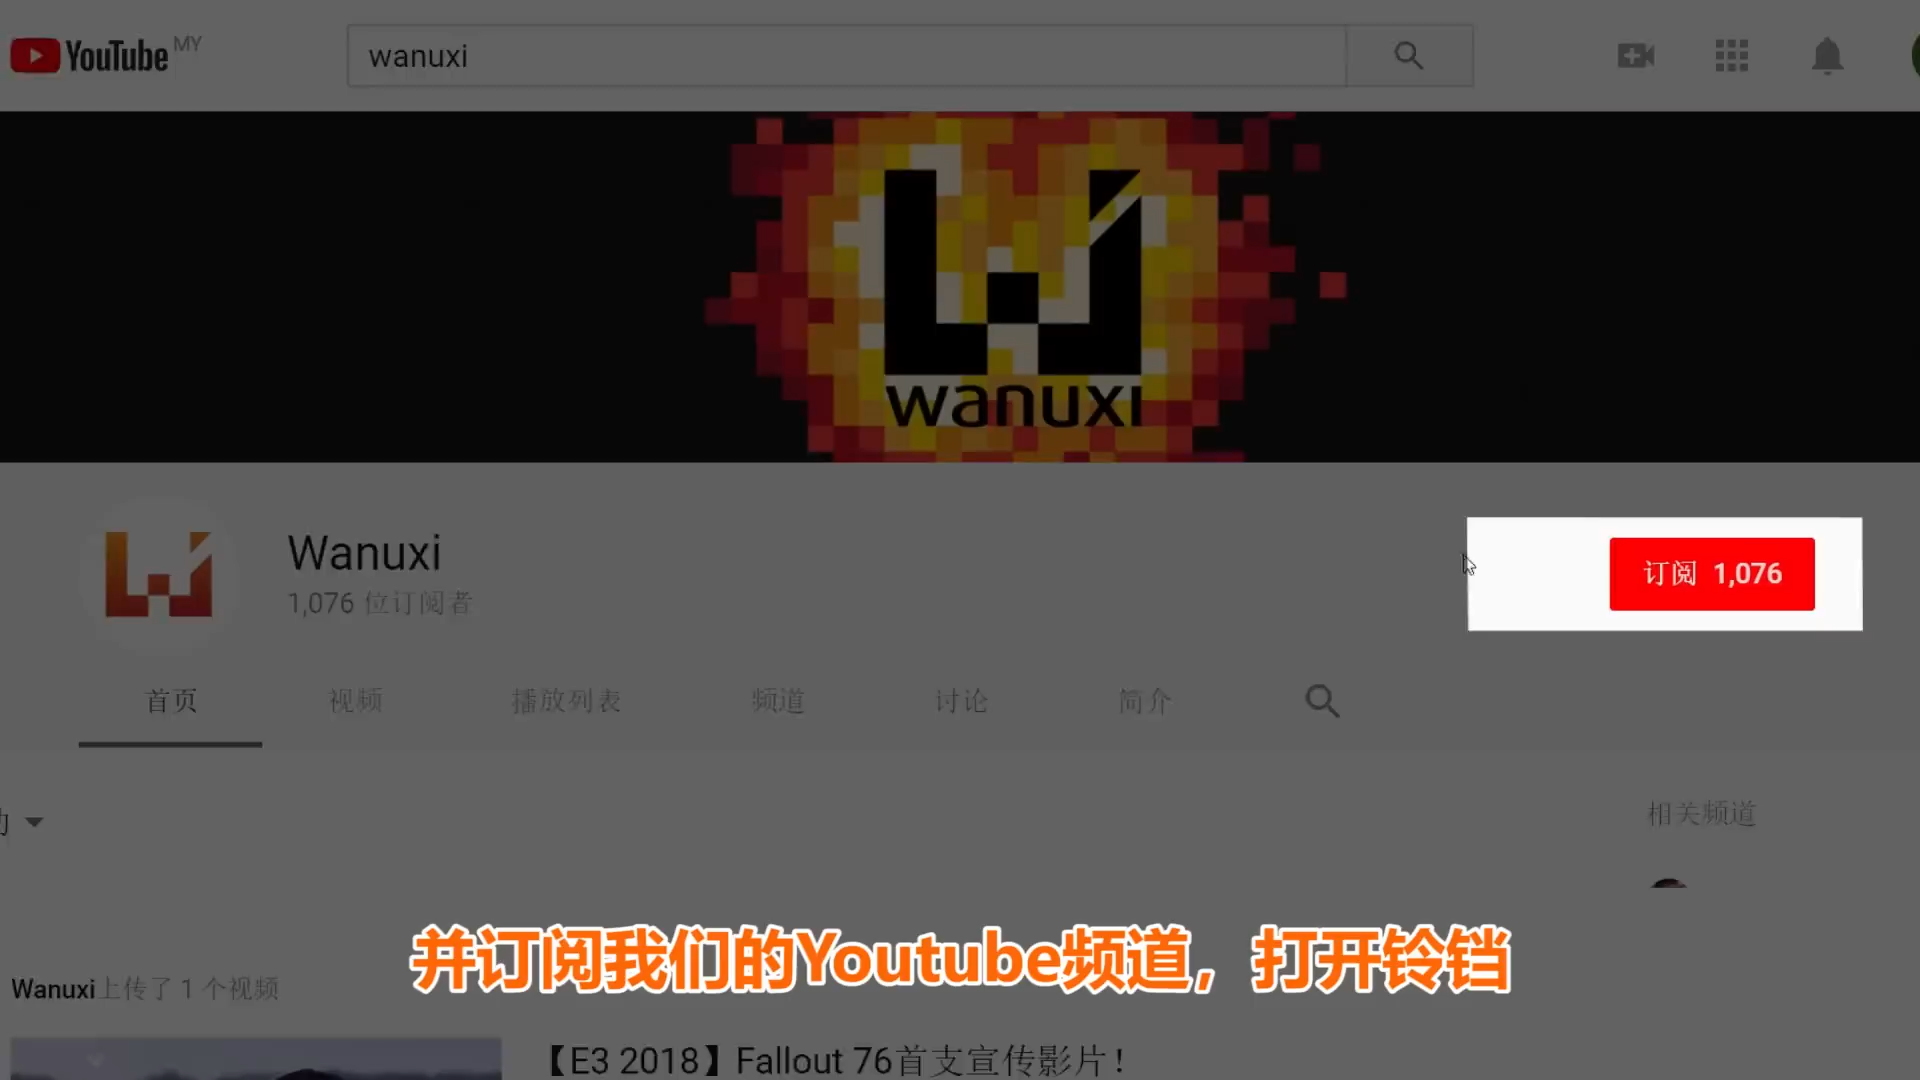 YouTube MY
wanuxi
wanuxi
Wanuxi
1,076 位订阅者
订阅 1,076
首页 视频 播放列表 频道 讨论 简介
相关频道
并订阅我们的Youtube频道，打开铃铛
Wanuxi上传了 1 个视频
【E3 2018】Fallout 76首支宣传影片！